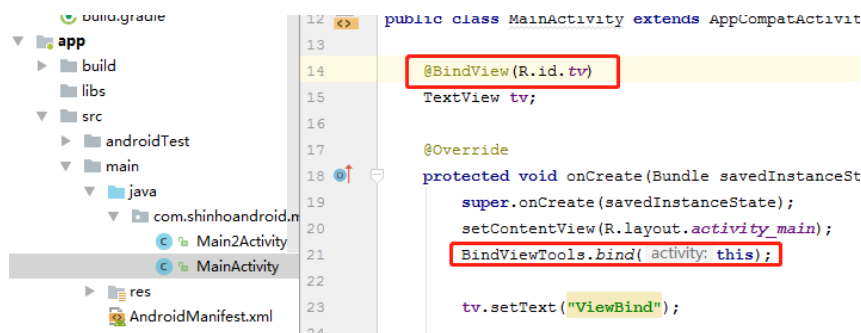 build.gradle
app
build
libs
src
androidTest
main
java
com.shinhoandroid.m
Main2Activity
MainActivity
res
AndroidManifest.xml
12 public class MainActivity extends AppCompatActivit
13
14 @BindView(R.id.tv)
15 TextView tv;
16
17 @Override
18 protected void onCreate(Bundle savedInstanceSt
19 super.onCreate(savedInstanceState);
20 setContentView(R.layout.activity_main);
21 BindViewTools.bind( activity: this);
22
23 tv.setText("ViewBind");
24